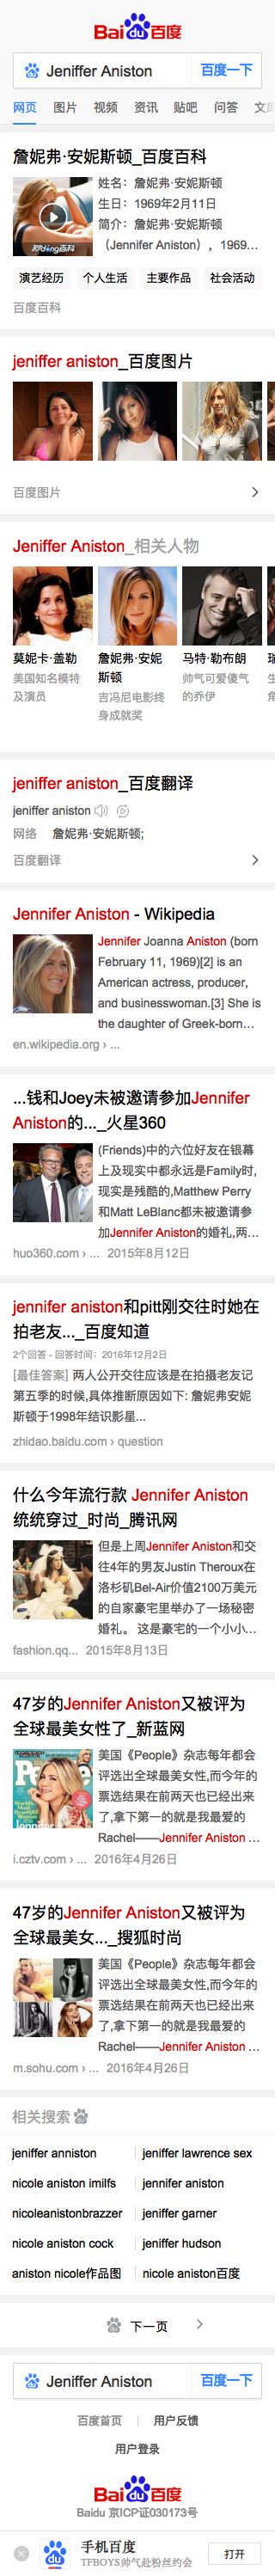 Bai du 百度
Jeniffer Aniston 百度一下
网页 图片 视频 资讯 贴吧 问答
詹妮弗·安妮斯顿_百度百科
姓名：詹妮弗·安妮斯顿
生日：1969年2月11日
简介：詹妮弗·安妮斯顿
（Jennifer Aniston），1969...
秒dǒng百科
演艺经历 个人生活 主要作品 社会活动
百度百科
jeniffer aniston_百度图片
百度图片
Jeniffer Aniston_相关人物
莫妮卡·盖勒 詹妮弗·安妮斯顿 马特·勒布朗
美国知名模特及演员 吉冯尼电影终身成就奖 帅气可爱傻气的乔伊
jeniffer aniston_百度翻译
jeniffer aniston
网络 詹妮弗·安妮斯顿;
百度翻译
Jennifer Aniston - Wikipedia
Jennifer Joanna Aniston (born
February 11, 1969)[2] is an
American actress, producer,
and businesswoman.[3] She is
the daughter of Greek-born...
en.wikipedia.org › ...
...钱和Joey未被邀请参加Jennifer
Aniston的..._火星360
(Friends)中的六位好友在银幕
上及现实中都永远是Family时,
现实是残酷的,Matthew Perry
和Matt LeBlanc都未被邀请参
加Jennifer Aniston的婚礼,两...
huo360.com › ... 2015年8月12日
jennifer aniston和pitt刚交往时她在
拍老友..._百度知道
2个回答 - 回答时间：2016年12月2日
[最佳答案] 两人公开交往应该是在拍摄老友记
第五季的时候,具体推断原因如下: 詹妮弗安妮
斯顿于1998年结识影星...
zhidao.baidu.com › question
什么今年流行款 Jennifer Aniston
统统穿过_时尚_腾讯网
但是上周Jennifer Aniston和交
往4年的男友Justin Theroux在
洛杉矶Bel-Air价值2100万美元
的自家豪宅里举办了一场秘密
婚礼。 这是豪宅的一个小小...
fashion.qq... 2015年8月13日
47岁的Jennifer Aniston又被评为
全球最美女性了_新蓝网
People
World's Most Beautiful Woman
Jennifer
美国《People》杂志每年都会
评选出全球最美女性,而今年的
票选结果在前两天也已经出来
了,拿下第一的就是我最爱的
Rachel——Jennifer Aniston ...
i.cztv.com › ... 2016年4月26日
47岁的Jennifer Aniston又被评为
全球最美女..._搜狐时尚
美国《People》杂志每年都会
评选出全球最美女性,而今年的
票选结果在前两天也已经出来
了,拿下第一的就是我最爱的
Rachel——Jennifer Aniston ...
m.sohu.com › ... 2016年4月26日
相关搜索
jeniffer anniston jeniffer lawrence sex
nicole aniston imilfs jennifer aniston
nicoleanistonbrazzer jeniffer garner
nicole aniston cock jeniffer hudson
aniston nicole作品图 nicole aniston百度
下一页
Jeniffer Aniston 百度一下
百度首页 用户反馈
用户登录
Bai du 百度
Baidu 京ICP证030173号
手机百度
TFBOYS帅气赴粉丝约会
打开